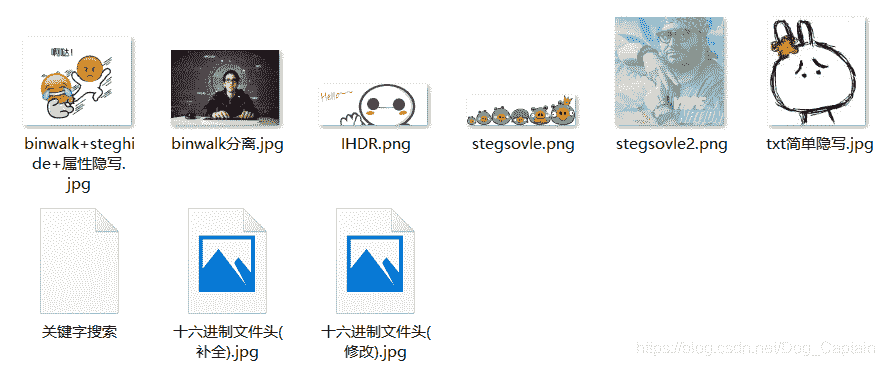 啊哒！
Hello~
binwalk+steghi
de+属性隐写.
jpg
binwalk分离.jpg
IHDR.png
stegsovle.png
stegsovle2.png
txt简单隐写.jpg
关键字搜索
十六进制文件头(
补全).jpg
十六进制文件头(
修改).jpg
https://blog.csdn.net/Dog_Captain